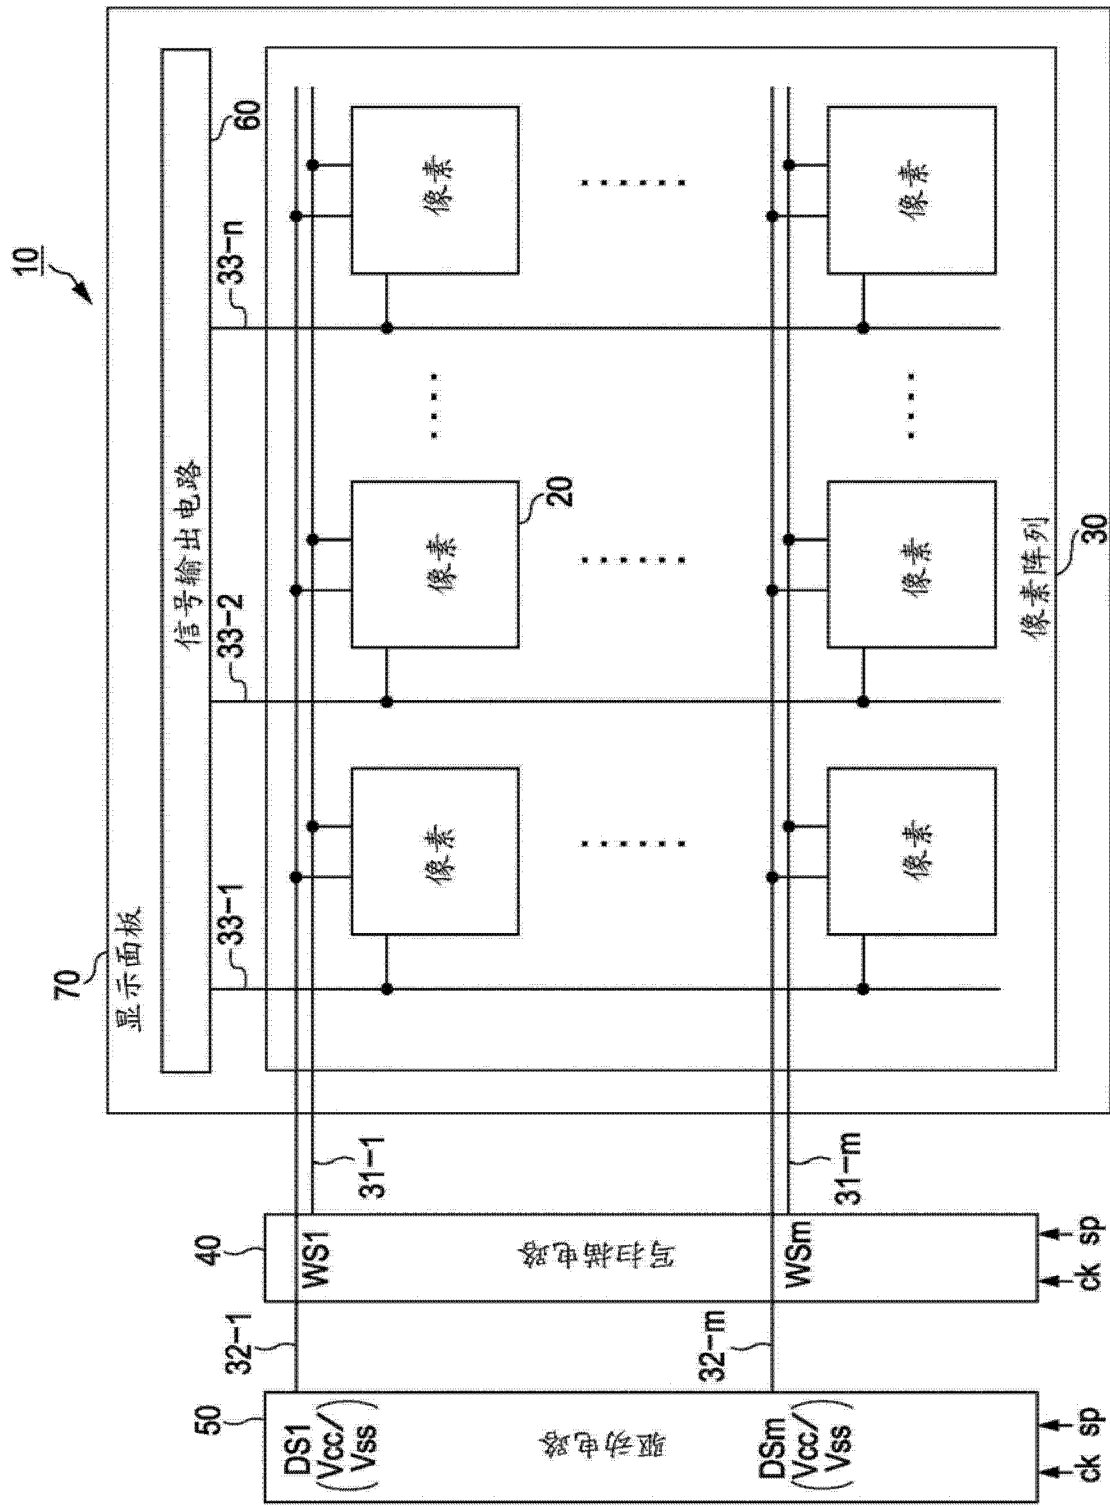 10
70
显示面板
60
信号输出电路
33-1
33-2
33-n
50
32-1
40
31-1
DS1
(Vcc/
Vss)
WS1
像素
像素
像素
20
驱动电路
写扫描电路
32-m
31-m
DSm
(Vcc/
Vss)
WSm
像素
像素
像素
像素阵列
30
ck
sp
ck
sp